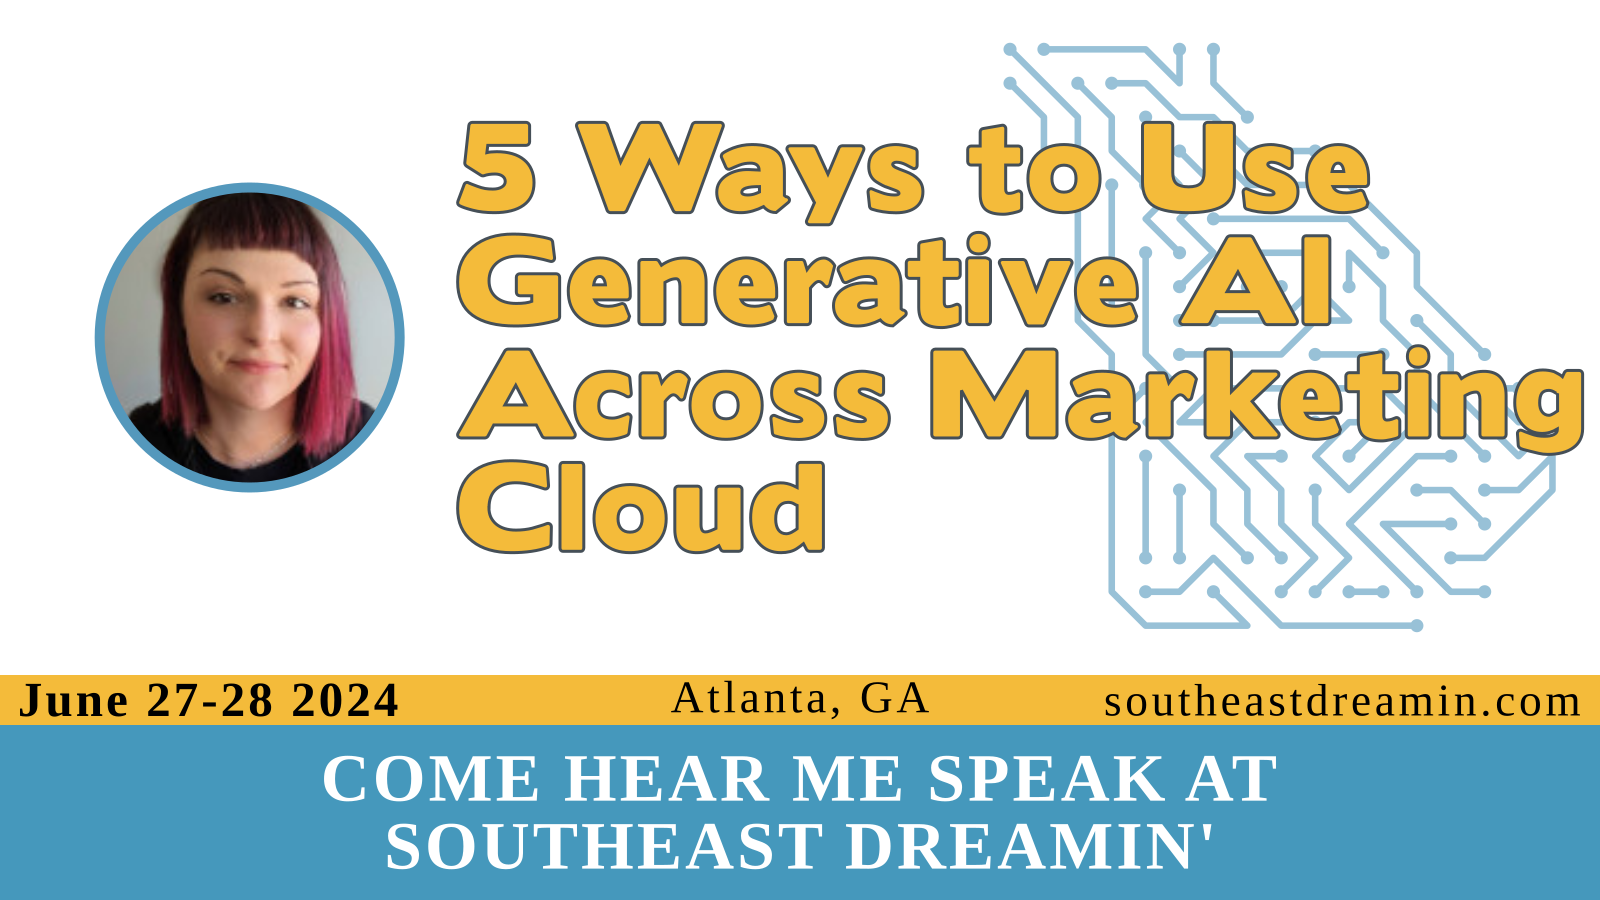 5 Ways to Use
Generative AI
Across Marketing
Cloud
June 27-28 2024
Atlanta, GA
southeastdreamin.com
COME HEAR ME SPEAK AT
SOUTHEAST DREAMIN'